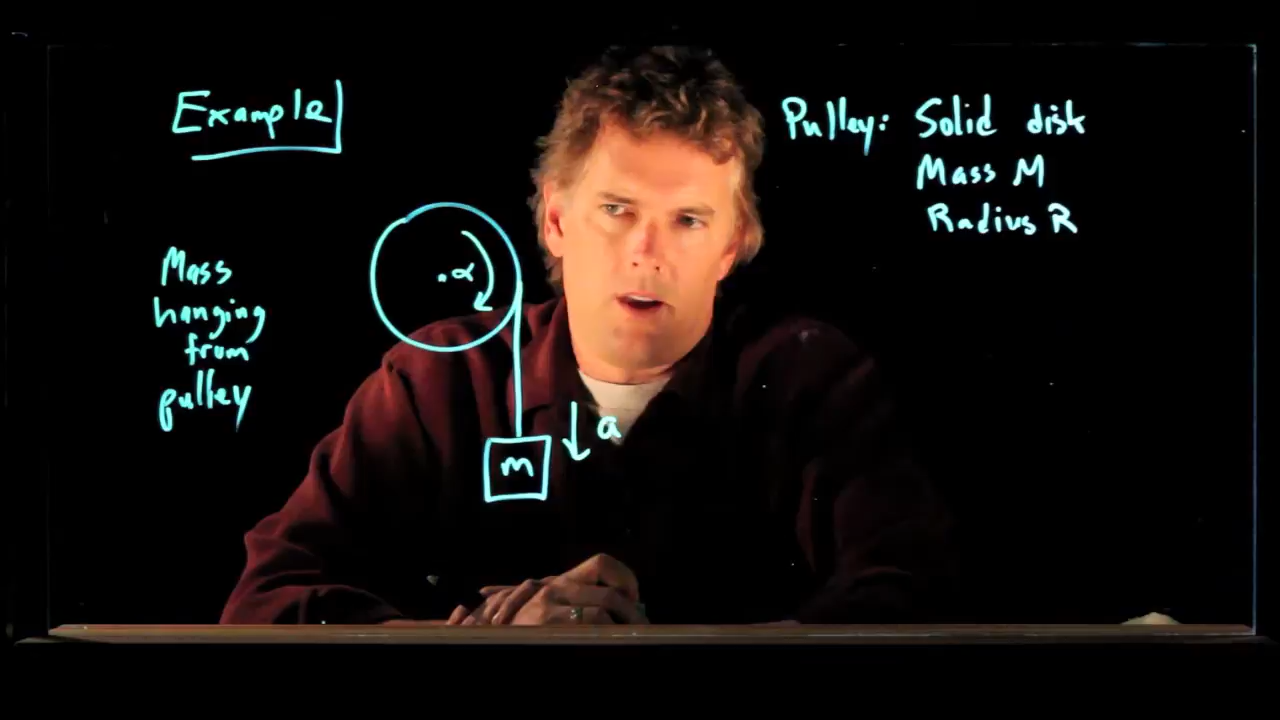 Example
Mass
hanging
from
pulley
α
a
m
Pulley: Solid disk
Mass M
Radius R